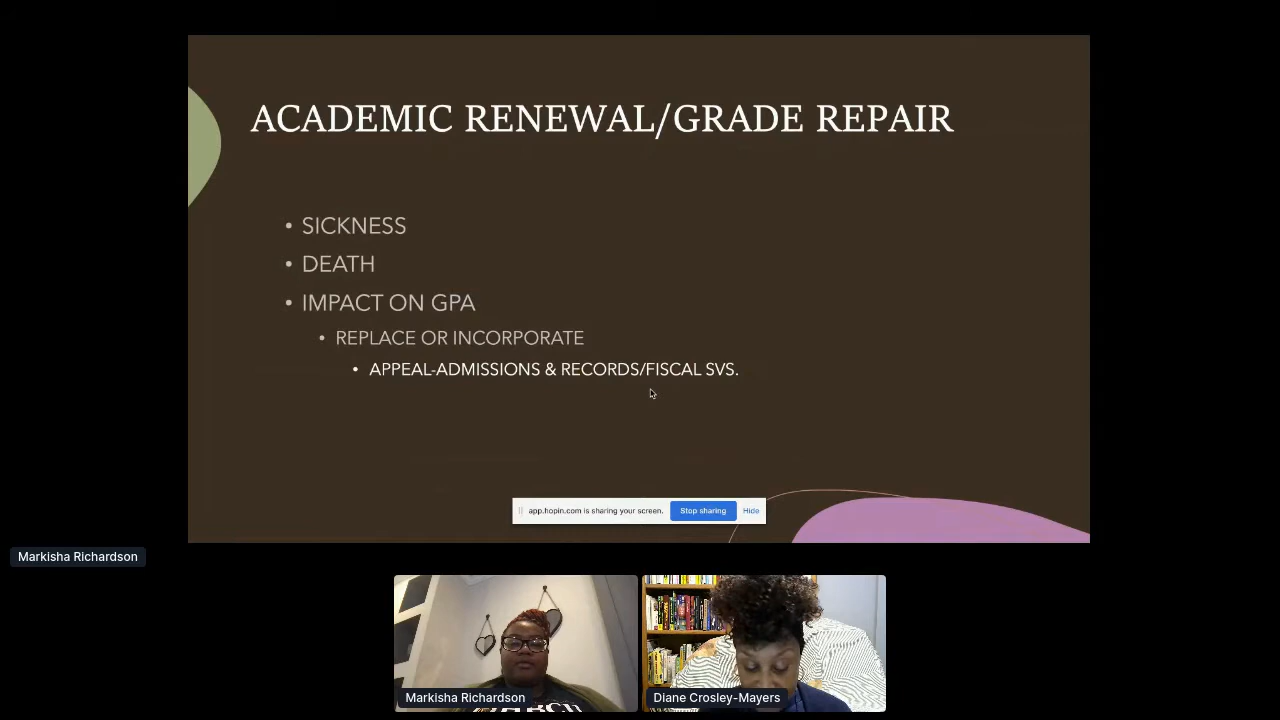 ACADEMIC RENEWAL/GRADE REPAIR
• SICKNESS
• DEATH
• IMPACT ON GPA
• REPLACE OR INCORPORATE
• APPEAL-ADMISSIONS & RECORDS/FISCAL SVS.
app.hopin.com is sharing your screen. Stop sharing Hide
Markisha Richardson
Markisha Richardson Diane Crosley-Mayers